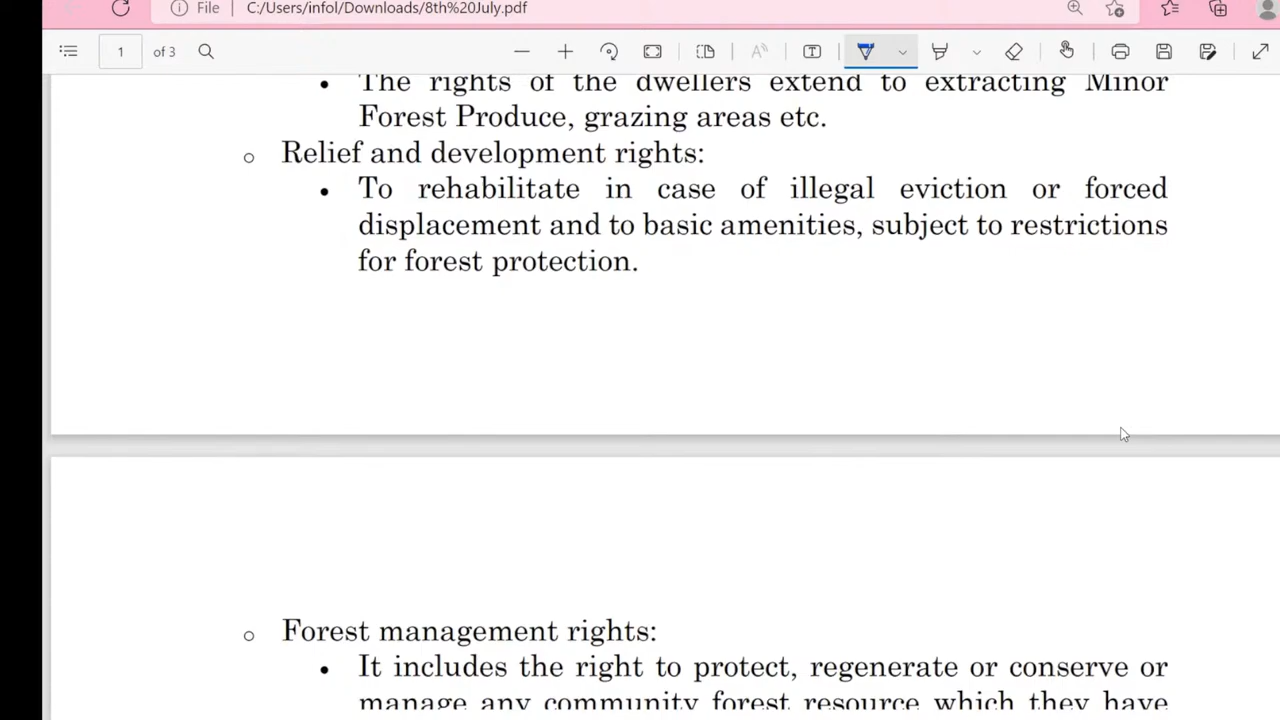 File C:/Users/infol/Downloads/8th%20July.pdf
1 of 3
• The rights of the dwellers extend to extracting Minor
Forest Produce, grazing areas etc.
o Relief and development rights:
• To rehabilitate in case of illegal eviction or forced
displacement and to basic amenities, subject to restrictions
for forest protection.
o Forest management rights:
• It includes the right to protect, regenerate or conserve or
manage any community forest resource which they have